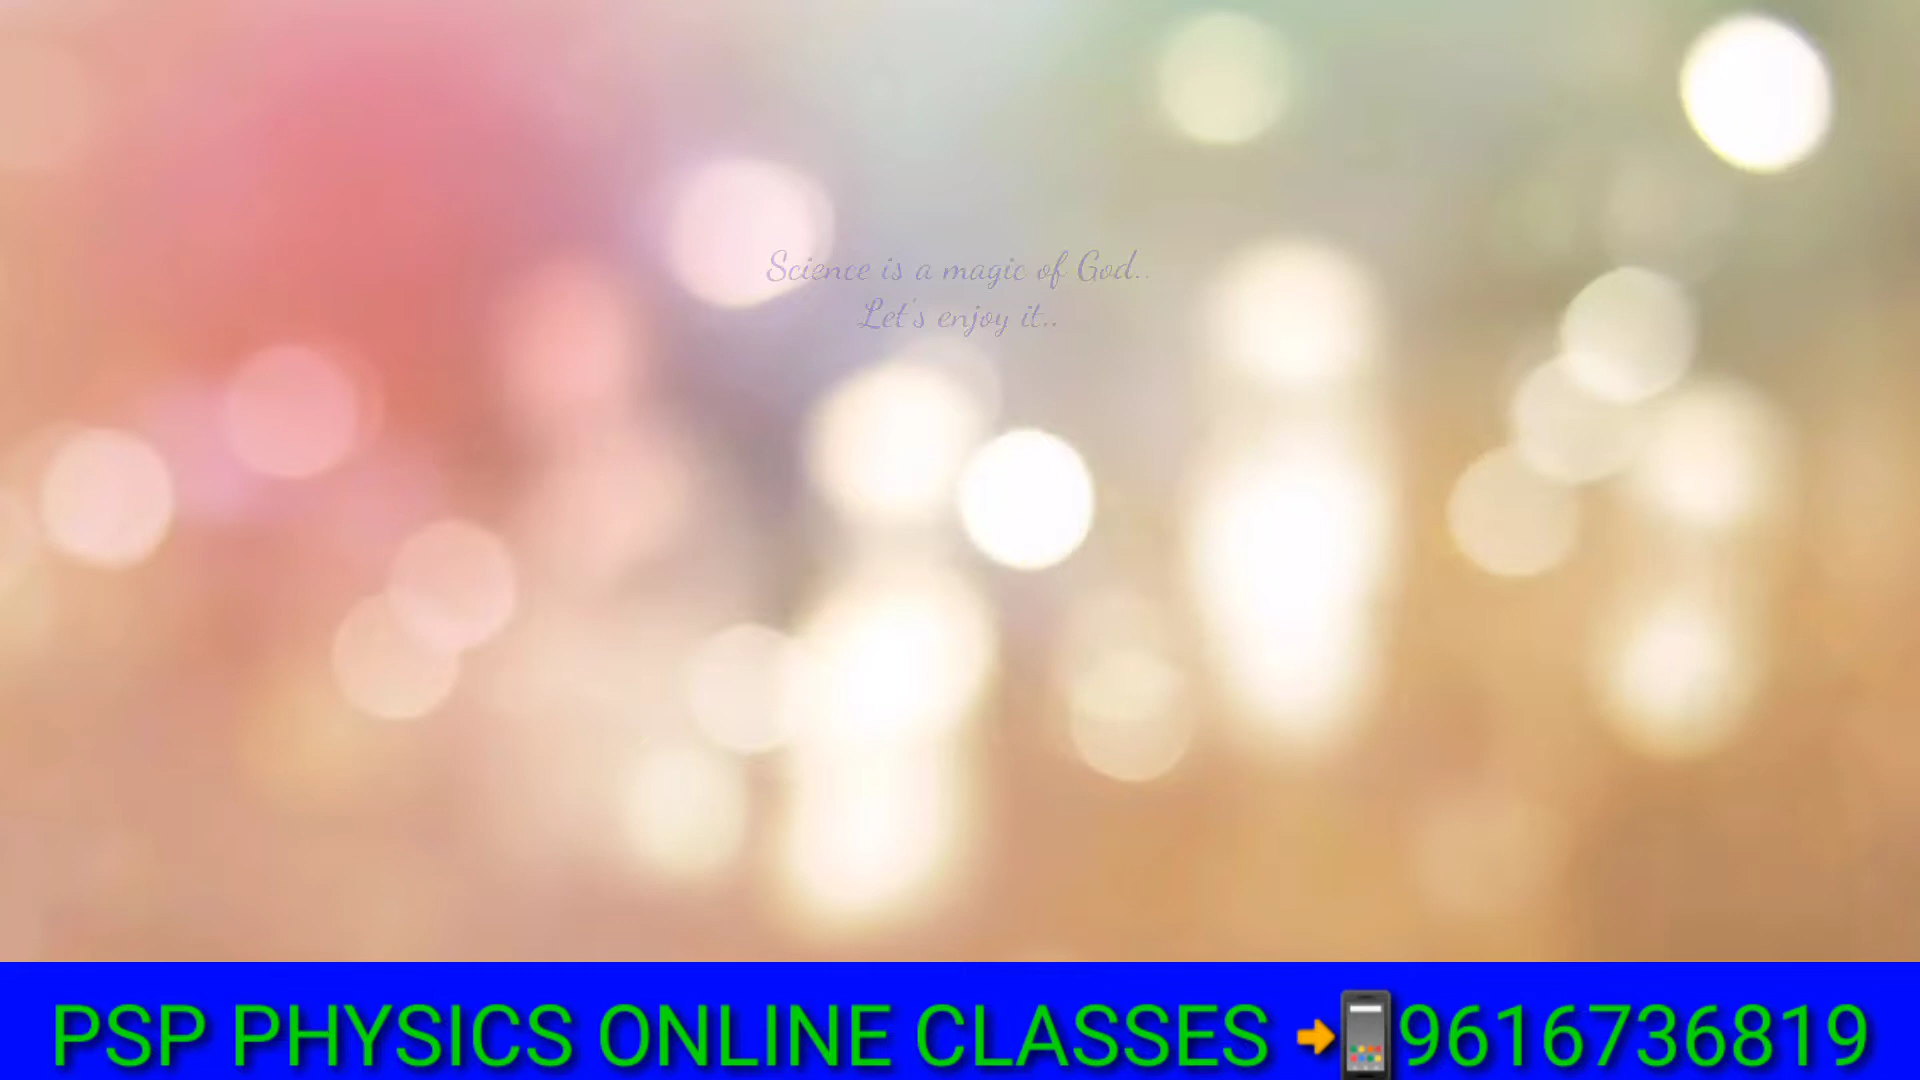 Science is a magic of God..
Let's enjoy it..
PSP PHYSICS ONLINE CLASSES 📲9616736819